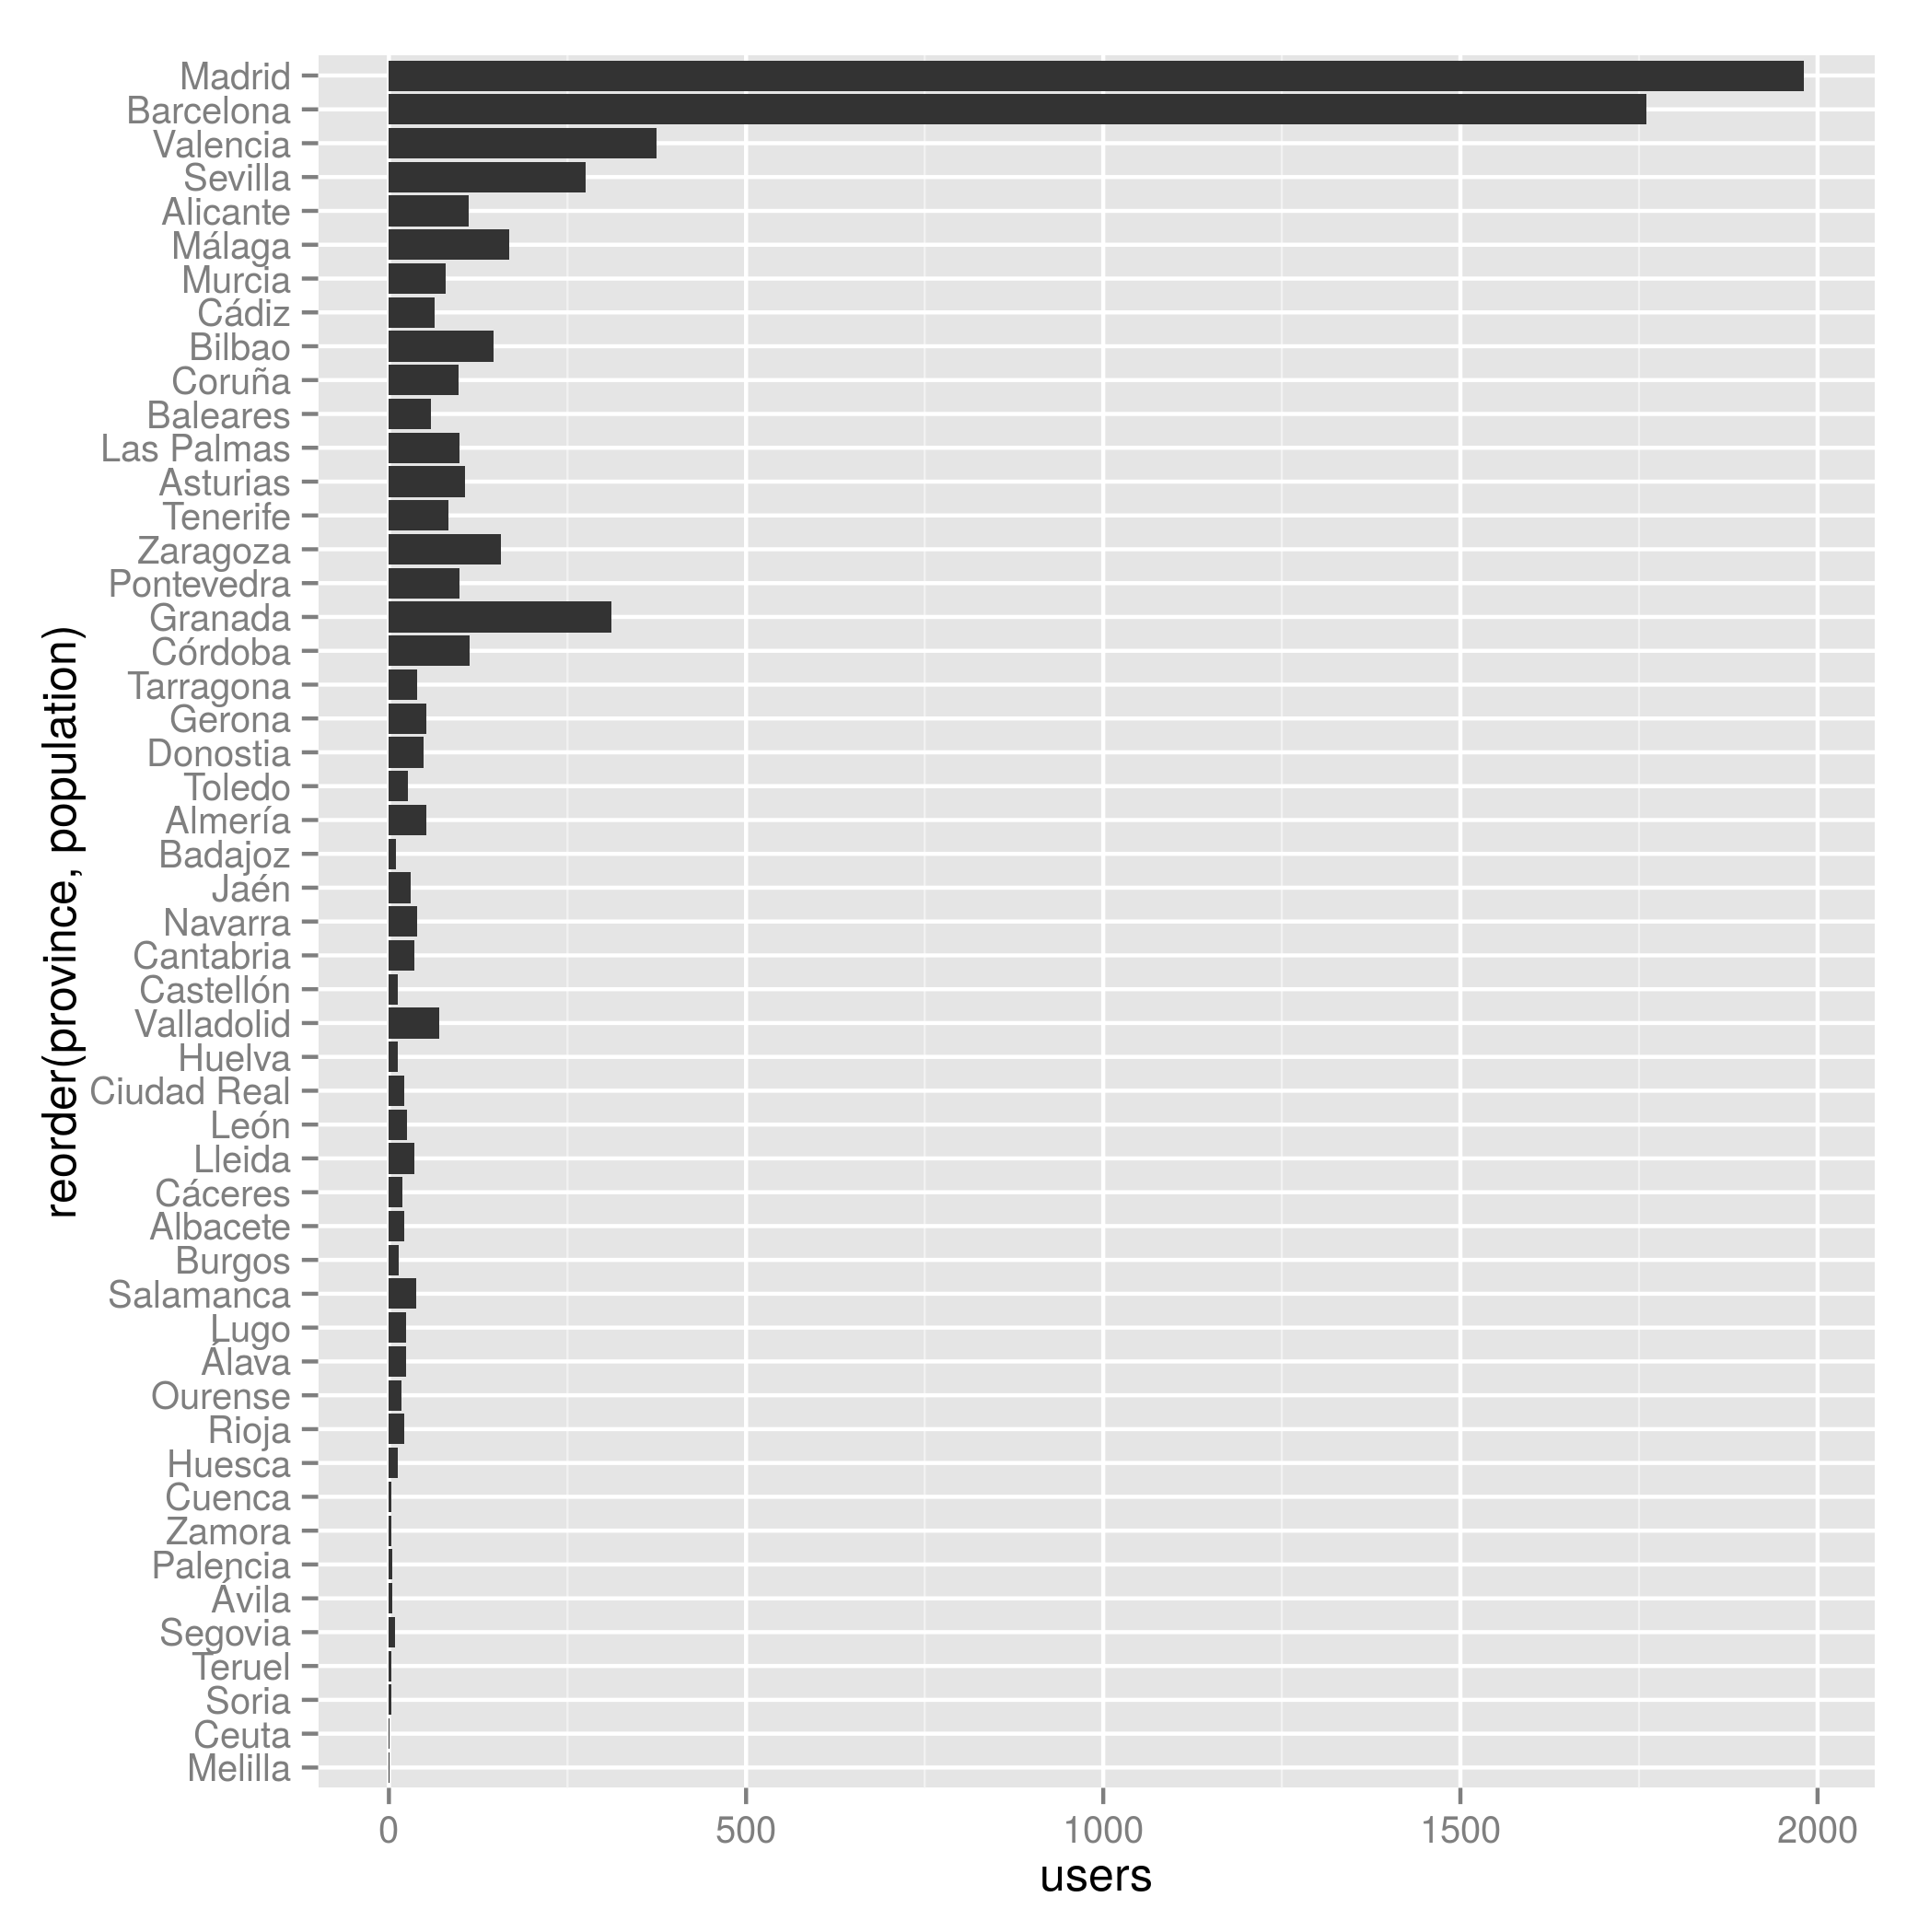 Madrid
Barcelona
Valencia
Sevilla
Alicante
Málaga
Murcia
Cádiz
Bilbao
Coruña
Baleares
Las Palmas
Asturias
Tenerife
Zaragoza
Pontevedra
Granada
Córdoba
Tarragona
Gerona
Donostia
Toledo
Almería
Badajoz
Jaén
Navarra
Cantabria
Castellón
Valladolid
Huelva
Ciudad Real
León
Lleida
Cáceres
Albacete
Burgos
Salamanca
Lugo
Álava
Ourense
Rioja
Huesca
Cuenca
Zamora
Palencia
Ávila
Segovia
Teruel
Soria
Ceuta
Melilla
reorder(province, population)
0 500 1000 1500 2000
users